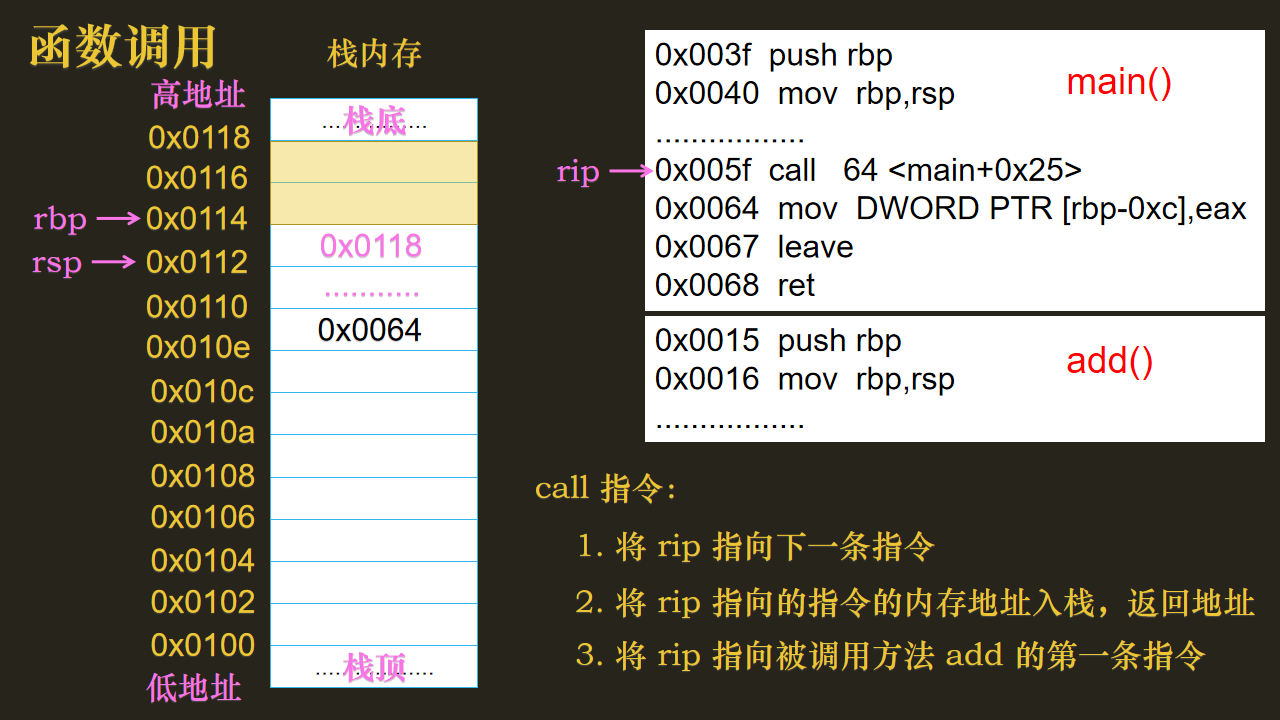 函数调用
栈内存
高地址
栈底
0x0118
0x0116
rbp
0x0114
0x0118
rsp
0x0112
...........
0x0110
0x0064
0x010e
0x010c
0x010a
0x0108
0x0106
0x0104
0x0102
0x0100
栈顶
低地址
0x003f push rbp
main()
0x0040 mov rbp,rsp
.................
rip
0x005f call 64 <main+0x25>
0x0064 mov DWORD PTR [rbp-0xc],eax
0x0067 leave
0x0068 ret
0x0015 push rbp
add()
0x0016 mov rbp,rsp
.................
call 指令：
1. 将 rip 指向下一条指令
2. 将 rip 指向的指令的内存地址入栈，返回地址
3. 将 rip 指向被调用方法 add 的第一条指令